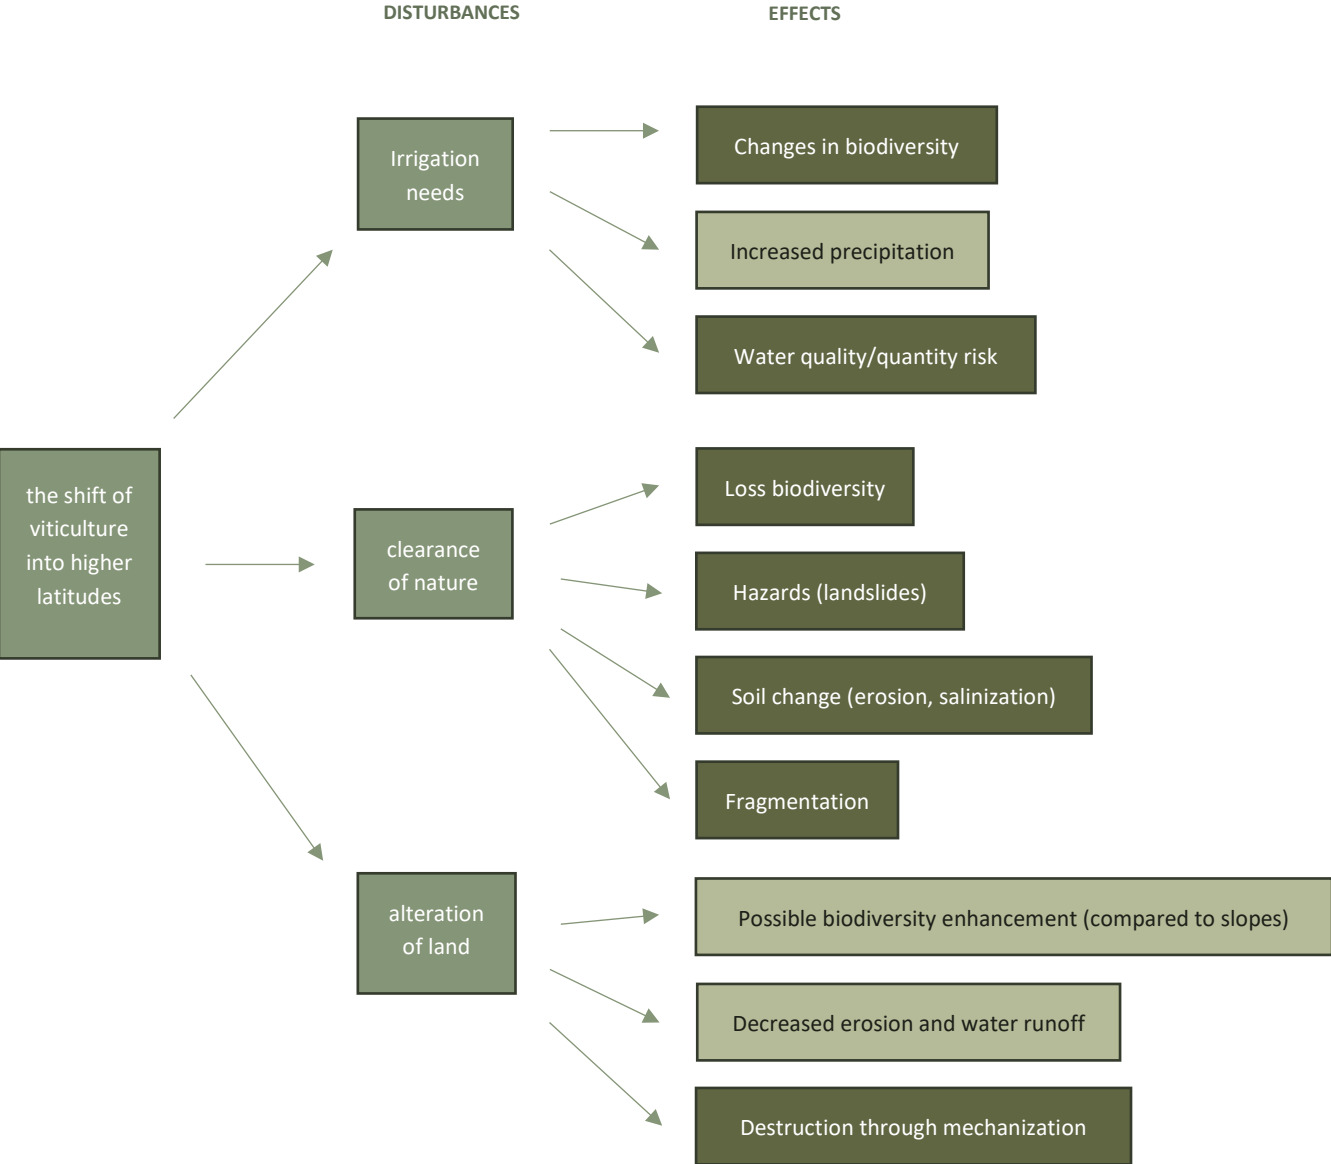 DISTURBANCES
EFFECTS
Irrigation
needs
Changes in biodiversity
Increased precipitation
Water quality/quantity risk
the shift of
viticulture
into higher
latitudes
clearance
of nature
Loss biodiversity
Hazards (landslides)
Soil change (erosion, salinization)
Fragmentation
alteration
of land
Possible biodiversity enhancement (compared to slopes)
Decreased erosion and water runoff
Destruction through mechanization